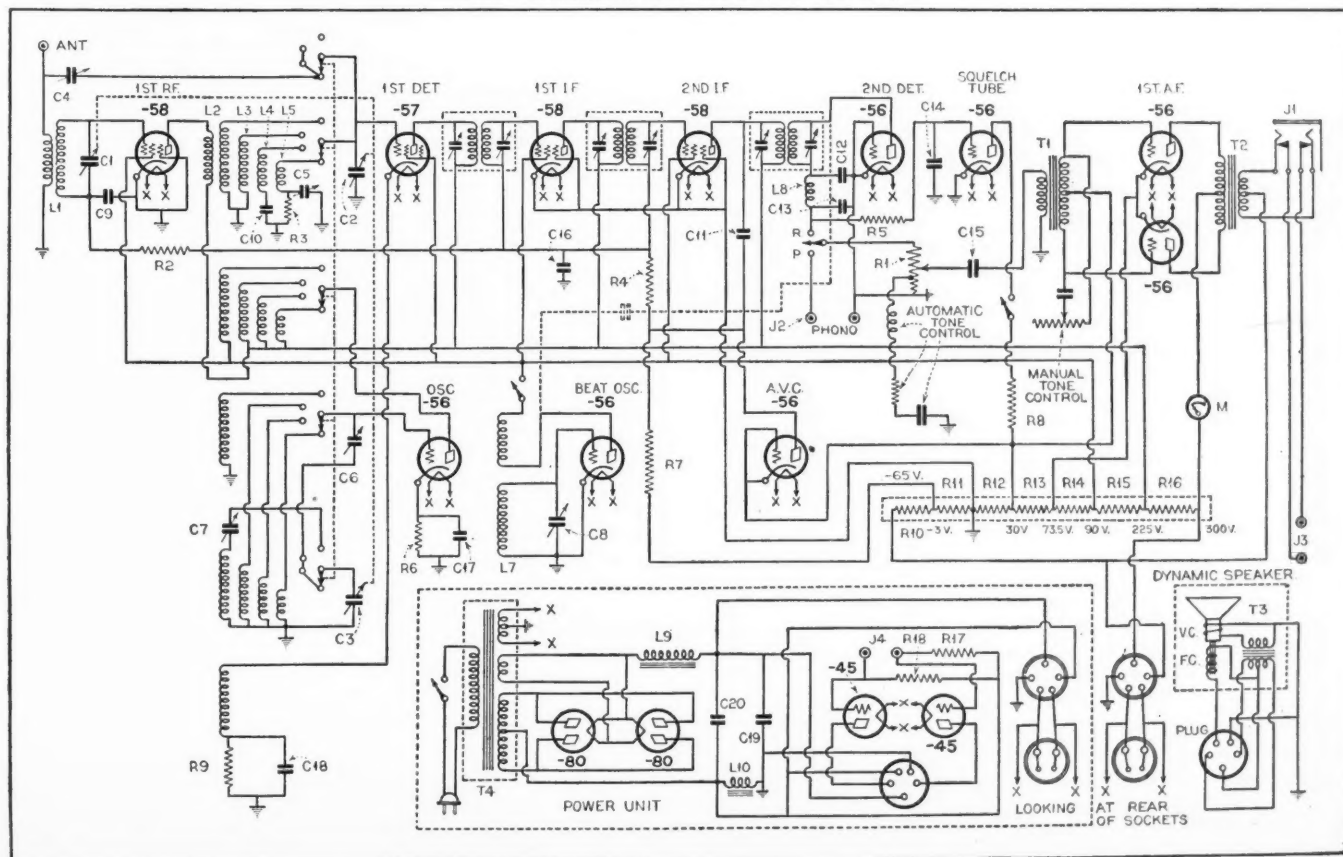 ANT
C4
1ST R.F.
-58
L2
L3
L4
L5
C1
C9
L1
C5
C10
R3
C2
R2
1ST DET.
-57
1ST I.F.
-58
2ND I.F.
-58
2ND DET.
-56
C12
L8
C13
C14
SQUELCH
TUBE
-56
R5
C16
R4
C11
R
P
R1
C15
J2
PHONO
AUTOMATIC
TONE
CONTROL
T1
1ST A.F.
-56
-56
T2
J1
MANUAL
TONE
CONTROL
M
J3
X X
X X
X X
X X
X X
X X
X X
X X
OSC
-56
BEAT OSC.
-56
A.V.C.
-56
R8
R7
C6
C7
C3
R6
C17
L7
C8
X X
X X
X X
-65 V.
R11
R12
R13
R14
R15
R16
R10
-3V.
30V
73.5V.
90V.
225V.
300V.
R9
C18
T4
X
X
L9
-80
-80
POWER UNIT
C20
C19
L10
J4
R18
R17
-45
X X
X X
-45
X X
LOOKING
X X
AT REAR
OF SOCKETS
DYNAMIC SPEAKER
T3
V.C.
F.C.
PLUG